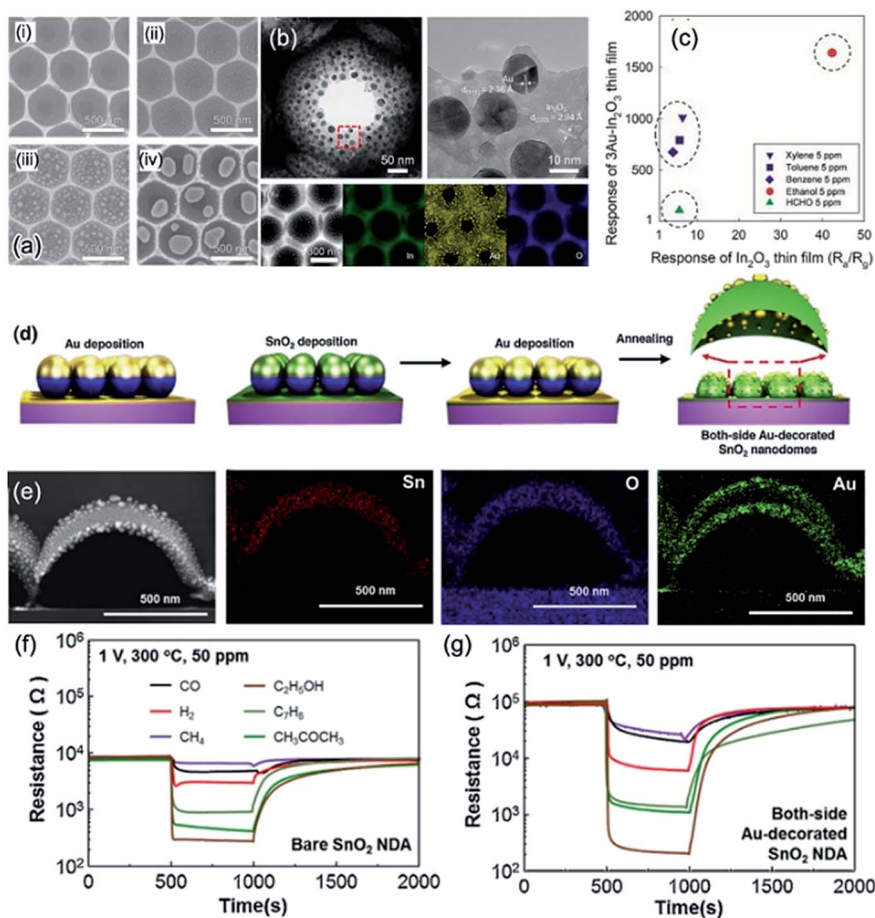 (i)
500 nm
(ii)
500 nm
(iii)
500 nm
(a)
(iv)
500 nm
(b)
50 nm
Au
In₂O₃
10 nm
300 nm
In
Au
O
(c)
Response of 3Au-In₂O₃ thin film
2000
1500
1000
500
1
Xylene 5 ppm
Toluene 5 ppm
Benzene 5 ppm
Ethanol 5 ppm
HCHO 5 ppm
1 10 20 30 40 50
Response of In₂O₃ thin film (Rₐ/R_g)
(d)
Au deposition
SnO₂ deposition
Au deposition
Annealing
Both-side Au-decorated
SnO₂ nanodomes
(e)
500 nm
Sn
500 nm
O
500 nm
Au
500 nm
(f)
1 V, 300 °C, 50 ppm
CO
H₂
CH₄
C₂H₅OH
C₇H₈
CH₃COCH₃
Resistance ( Ω )
10⁶
10⁵
10⁴
10³
10²
Bare SnO₂ NDA
0 500 1000 1500 2000
Time(s)
(g)
1 V, 300 °C, 50 ppm
Resistance ( Ω )
10⁶
10⁵
10⁴
10³
10²
Both-side
Au-decorated
SnO₂ NDA
0 500 1000 1500 2000
Time(s)